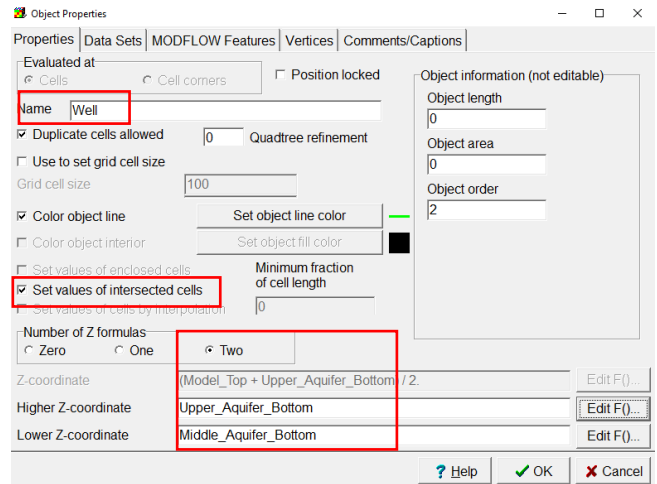 Object Properties
Properties Data Sets MODFLOW Features Vertices Comments/Captions
Evaluated at
Cells Cell corners
Position locked
Name Well
Duplicate cells allowed 0 Quadtree refinement
Use to set grid cell size
Grid cell size 100
Color object line Set object line color
Color object interior Set object fill color
Set values of enclosed cells
Set values of intersected cells
Set values of cells by interpolation
Minimum fraction
of cell length
0
Object information (not editable)
Object length
0
Object area
0
Object order
2
Number of Z formulas
Zero One Two
Z-coordinate (Model_Top + Upper_Aquifer_Bottom) / 2. Edit F()...
Higher Z-coordinate Upper_Aquifer_Bottom Edit F()...
Lower Z-coordinate Middle_Aquifer_Bottom Edit F()...
? Help OK Cancel